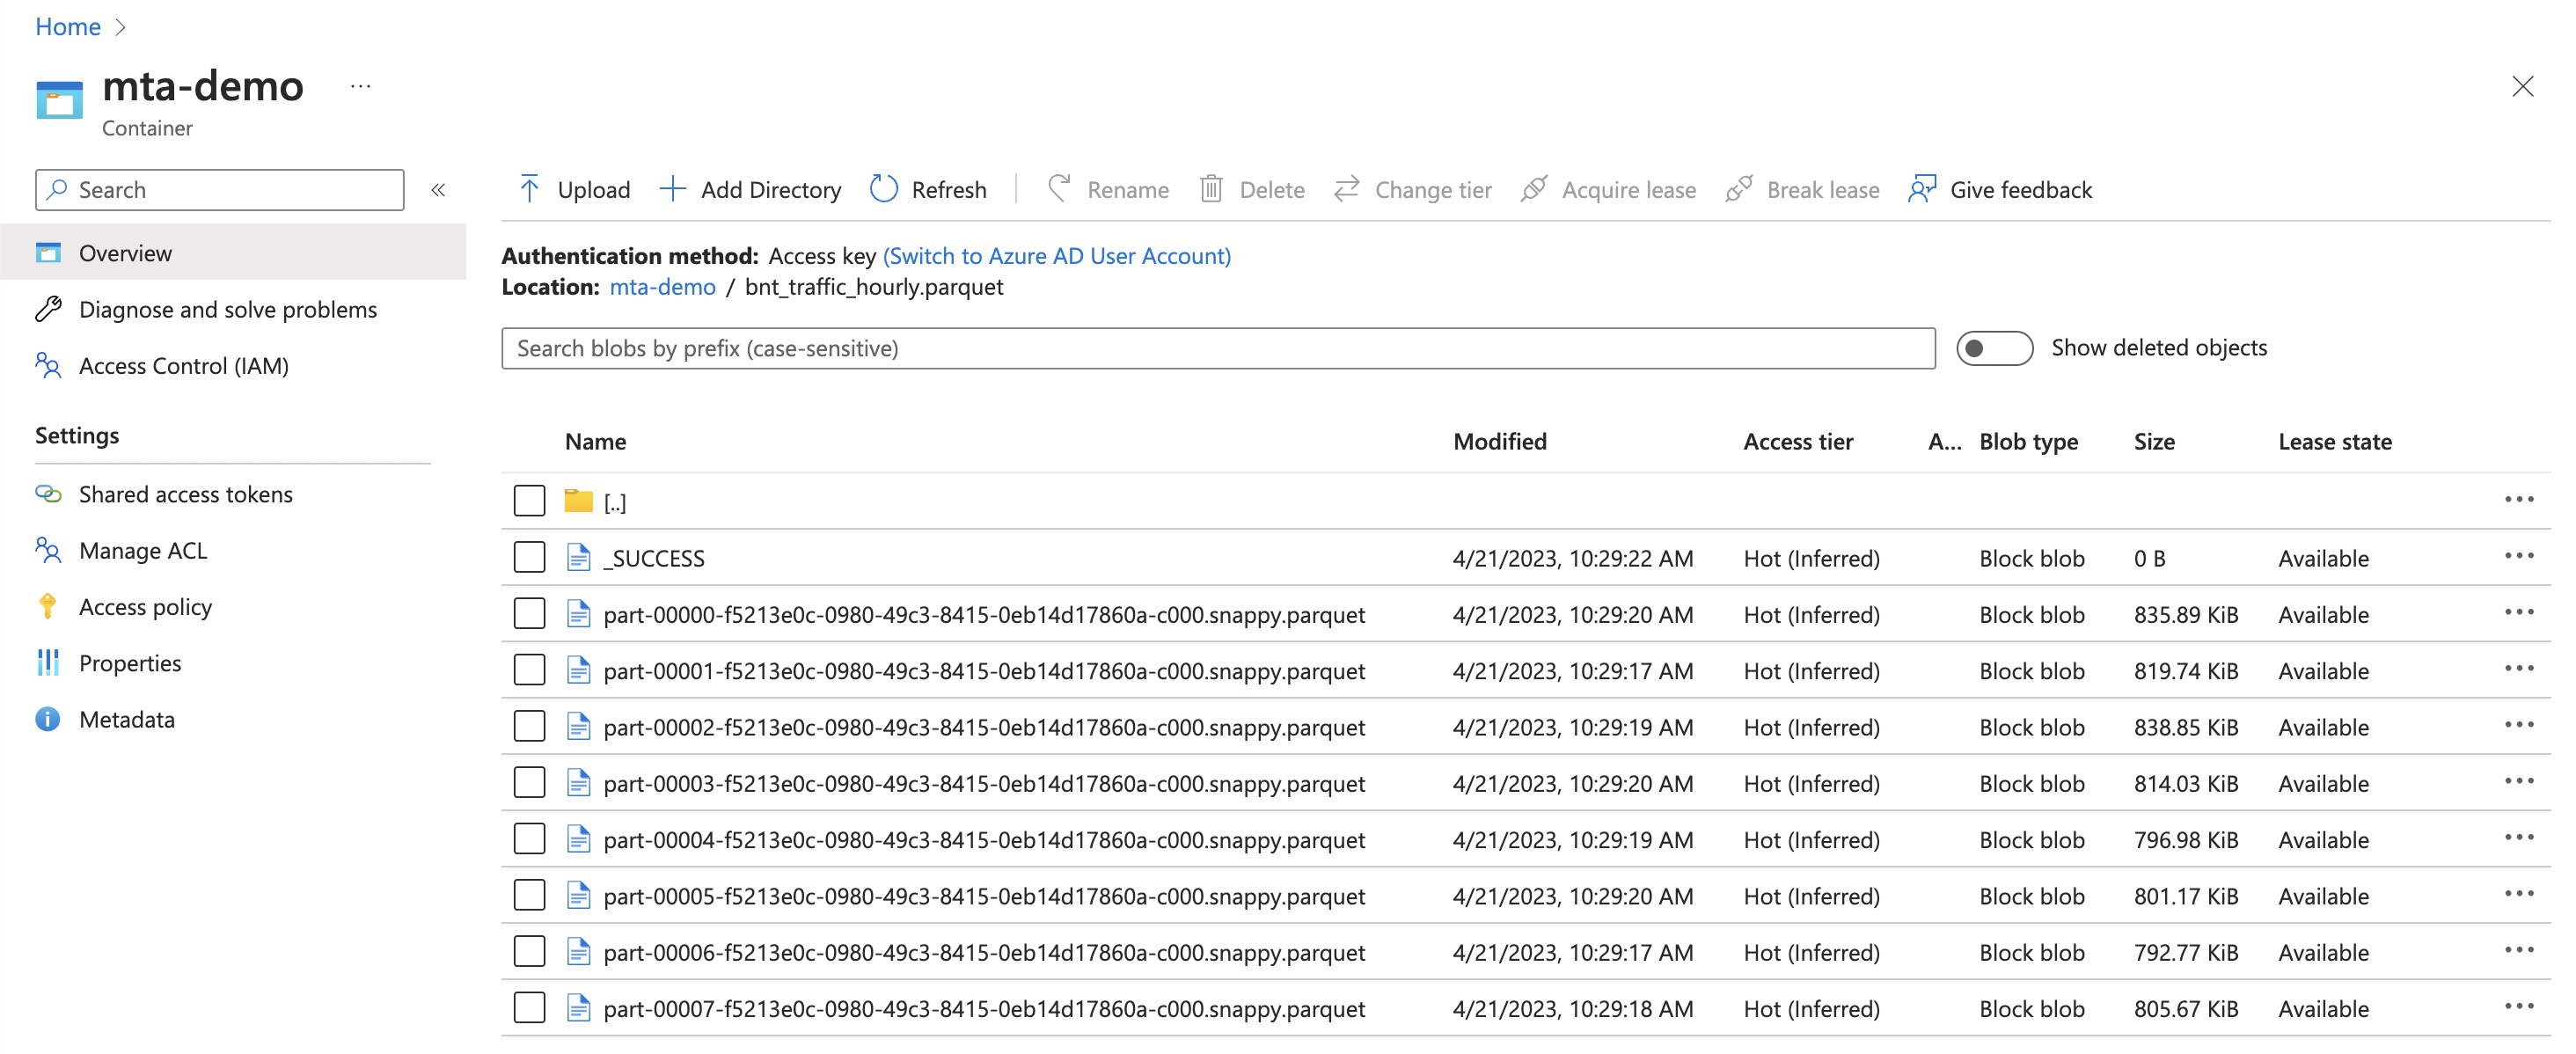 Home
mta-demo ...
Container
Search
Overview
Diagnose and solve problems
Access Control (IAM)
Settings
Shared access tokens
Manage ACL
Access policy
Properties
Metadata
Upload Add Directory Refresh Rename Delete Change tier Acquire lease Break lease Give feedback
Authentication method: Access key (Switch to Azure AD User Account)
Location: mta-demo / bnt_traffic_hourly.parquet
Search blobs by prefix (case-sensitive) Show deleted objects
Name Modified Access tier A... Blob type Size Lease state
[..]
_SUCCESS 4/21/2023, 10:29:22 AM Hot (Inferred) Block blob 0 B Available
part-00000-f5213e0c-0980-49c3-8415-0eb14d17860a-c000.snappy.parquet 4/21/2023, 10:29:20 AM Hot (Inferred) Block blob 835.89 KiB Available
part-00001-f5213e0c-0980-49c3-8415-0eb14d17860a-c000.snappy.parquet 4/21/2023, 10:29:17 AM Hot (Inferred) Block blob 819.74 KiB Available
part-00002-f5213e0c-0980-49c3-8415-0eb14d17860a-c000.snappy.parquet 4/21/2023, 10:29:19 AM Hot (Inferred) Block blob 838.85 KiB Available
part-00003-f5213e0c-0980-49c3-8415-0eb14d17860a-c000.snappy.parquet 4/21/2023, 10:29:20 AM Hot (Inferred) Block blob 814.03 KiB Available
part-00004-f5213e0c-0980-49c3-8415-0eb14d17860a-c000.snappy.parquet 4/21/2023, 10:29:19 AM Hot (Inferred) Block blob 796.98 KiB Available
part-00005-f5213e0c-0980-49c3-8415-0eb14d17860a-c000.snappy.parquet 4/21/2023, 10:29:20 AM Hot (Inferred) Block blob 801.17 KiB Available
part-00006-f5213e0c-0980-49c3-8415-0eb14d17860a-c000.snappy.parquet 4/21/2023, 10:29:17 AM Hot (Inferred) Block blob 792.77 KiB Available
part-00007-f5213e0c-0980-49c3-8415-0eb14d17860a-c000.snappy.parquet 4/21/2023, 10:29:18 AM Hot (Inferred) Block blob 805.67 KiB Available